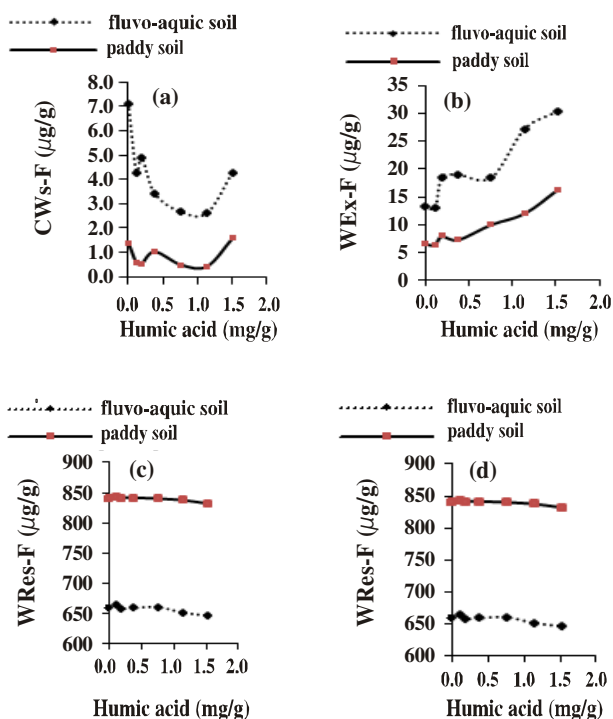 fluvo-aquic soil
paddy soil
(a)
CWs-F (µg/g)
8.0
7.0
6.0
5.0
4.0
3.0
2.0
1.0
0.0
0.0 0.5 1.0 1.5 2.0
Humic acid (mg/g)
fluvo-aquic soil
paddy soil
(b)
WEx-F (µg/g)
35
30
25
20
15
10
5
0
0.0 0.5 1.0 1.5 2.0
Humic acid (mg/g)
fluvo-aquic soil
paddy soil
(c)
WRes-F (µg/g)
900
850
800
750
700
650
600
0.0 0.5 1.0 1.5 2.0
Humic acid (mg/g)
fluvo-aquic soil
paddy soil
(d)
WRes-F (µg/g)
900
850
800
750
700
650
600
0.0 0.5 1.0 1.5 2.0
Humic acid (mg/g)